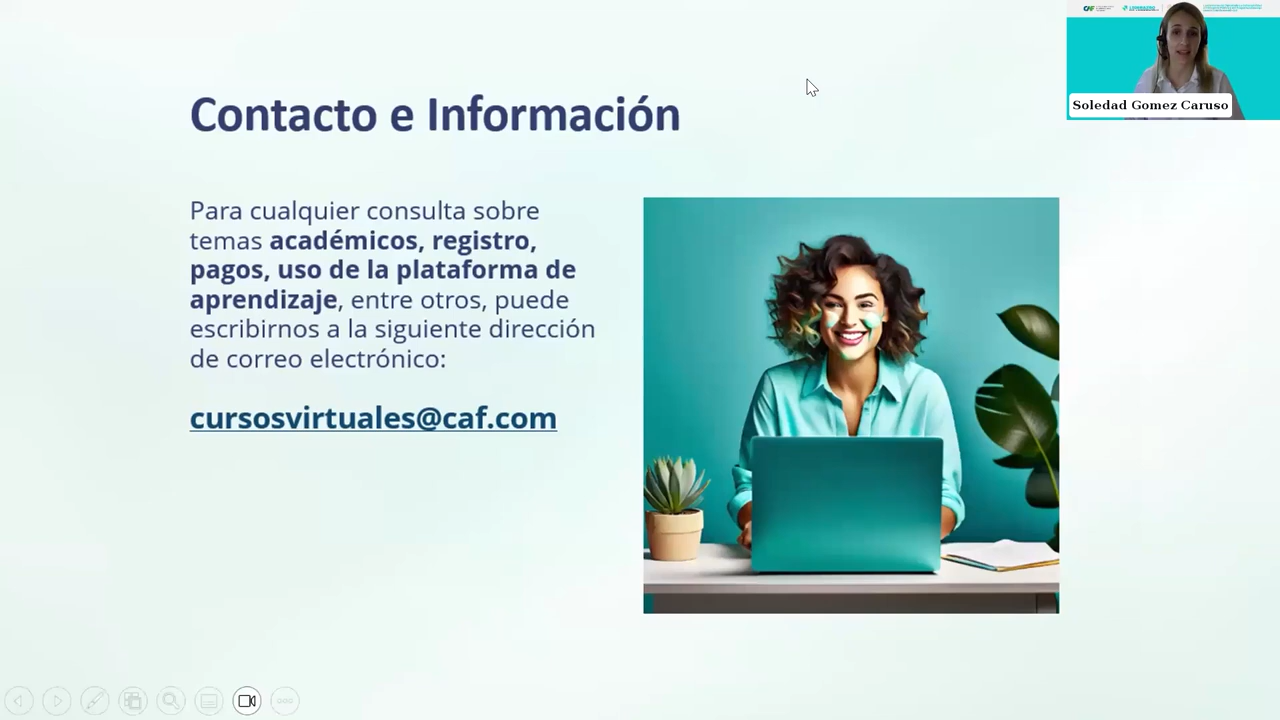 CAF
Soledad Gomez Caruso
Contacto e Información
Para cualquier consulta sobre
temas académicos, registro,
pagos, uso de la plataforma de
aprendizaje, entre otros, puede
escribirnos a la siguiente dirección
de correo electrónico:
cursosvirtuales@caf.com